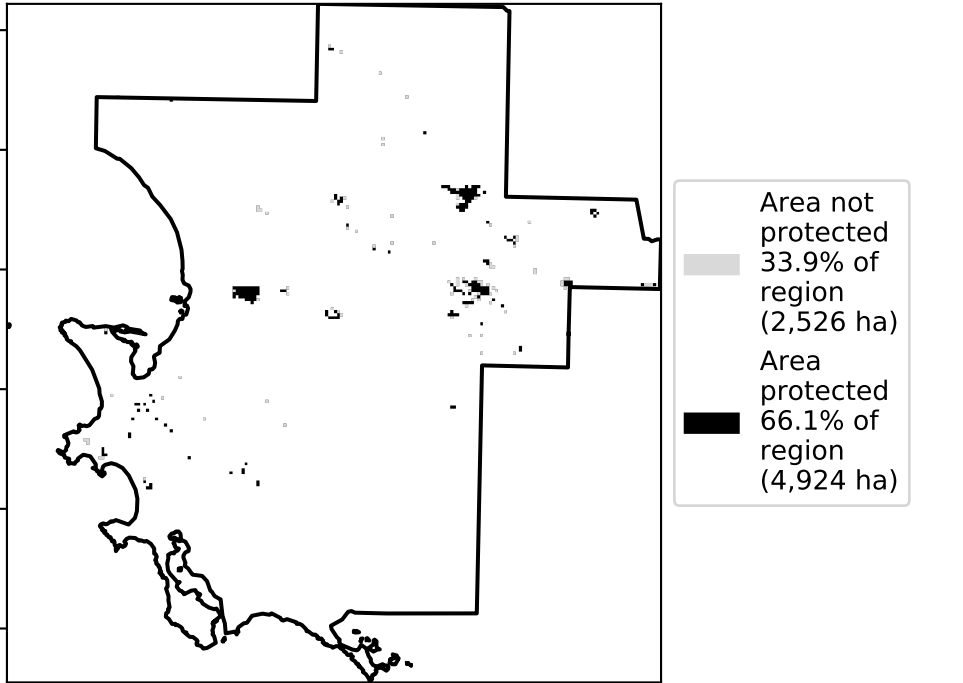 Area not
protected
33.9% of
region
(2,526 ha)
Area
protected
66.1% of
region
(4,924 ha)